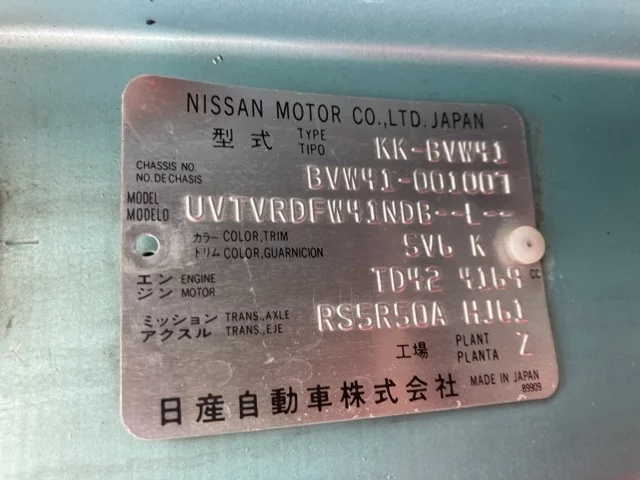 NISSAN MOTOR CO.,LTD. JAPAN
型式 TYPE TIPO KK-BVW41
CHASSIS NO NO.DE CHASIS BVW41-001007
MODEL MODELO UVTVRDFW41NDB--L--
カラー COLOR,TRIM
トリム COLOR,GUARNICION 5V6 K
エンジン ENGINE MOTOR TD42 4164 CC
ミッション TRANS.,AXLE
アクスル TRANS.,EJE RS5R50A HJ61
工場 PLANT PLANTA Z
日産自動車株式会社 MADE IN JAPAN
89909